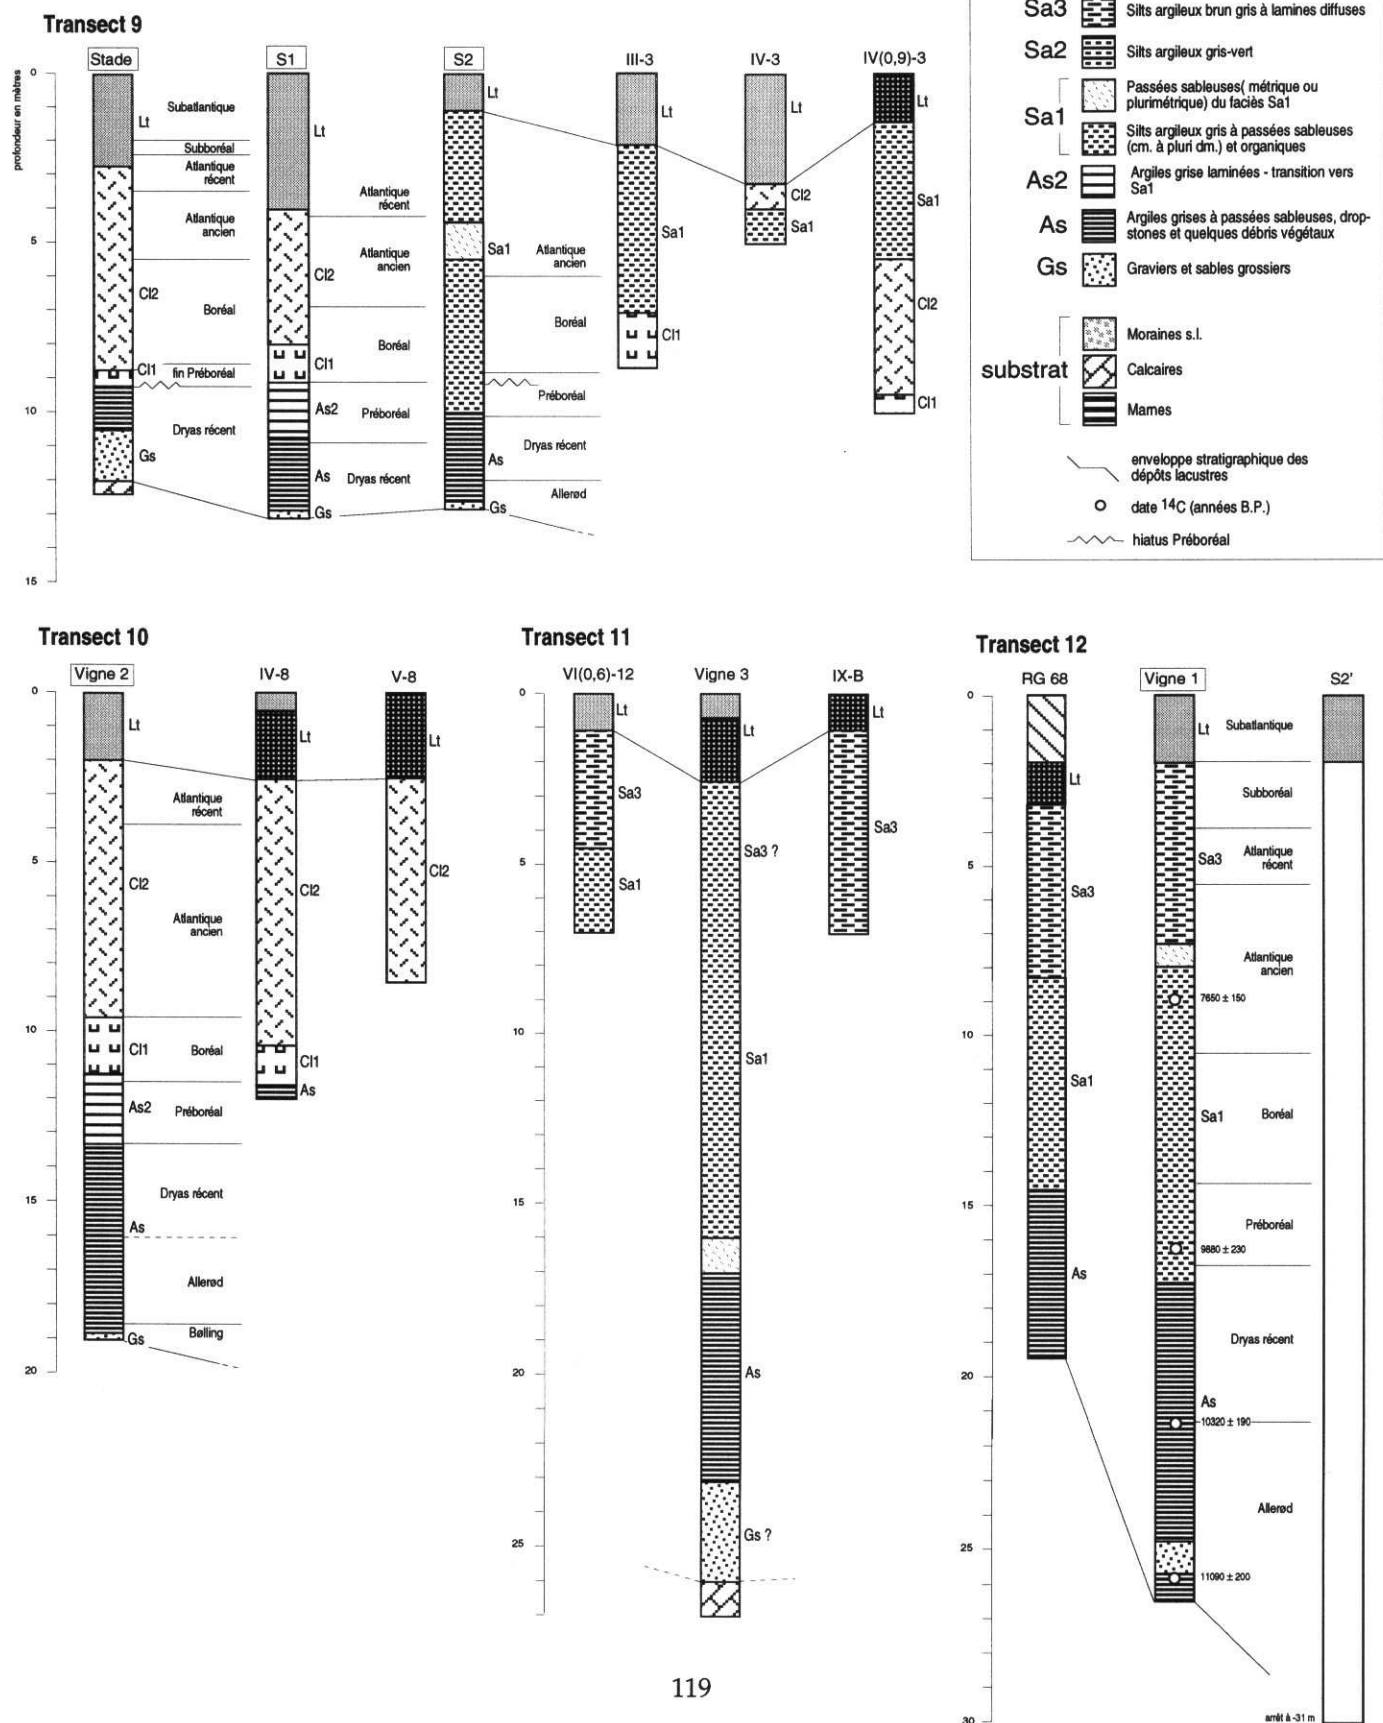 Transect 9
profondeur en mètres
0
5
10
15
Stade
Lt
Cl2
Cl1
Gs
Subatlantique
Subboréal
Atlantique
récent
Atlantique
ancien
Boréal
fin Préboréal
Dryas récent
S1
Lt
Cl2
Cl1
As2
As
Gs
Atlantique
récent
Atlantique
ancien
Boréal
Préboréal
Dryas récent
S2
Lt
Sa1
As
Gs
Atlantique
ancien
Boréal
Préboréal
Dryas récent
Allerød
III-3
Lt
Sa1
Cl1
IV-3
Lt
Cl2
Sa1
IV(0,9)-3
Lt
Sa1
Cl2
Cl1
Sa3
Silts argileux brun gris à lamines diffuses
Sa2
Silts argileux gris-vert
Sa1
Passées sableuses( métrique ou
plurimétrique) du faciès Sa1
Silts argileux gris à passées sableuses
(cm. à pluri dm.) et organiques
As2
Argiles grise laminées - transition vers
Sa1
As
Argiles grises à passées sableuses, drop-
stones et quelques débris végétaux
Gs
Graviers et sables grossiers
substrat
Moraines s.l.
Calcaires
Marnes
enveloppe stratigraphique des
dépôts lacustres
date 14C (années B.P.)
hiatus Préboréal
Transect 10
0
5
10
15
20
Vigne 2
Lt
Cl2
Cl1
As2
As
Gs
Atlantique
récent
Atlantique
ancien
Boréal
Préboréal
Dryas récent
Allerød
Bølling
IV-8
Lt
Cl2
Cl1
As
V-8
Lt
Cl2
Transect 11
0
5
10
15
20
25
VI(0,6)-12
Lt
Sa3
Sa1
Vigne 3
Lt
Sa3 ?
Sa1
As
Gs ?
IX-B
Lt
Sa3
Transect 12
0
5
10
15
20
25
30
RG 68
Lt
Sa3
Sa1
As
Vigne 1
Lt
Sa3
Sa1
As
Subatlantique
Subboréal
Atlantique
récent
Atlantique
ancien
7650 ± 150
Boréal
Préboréal
9880 ± 230
Dryas récent
10320 ± 190
Allerød
11090 ± 200
S2'
arrêt à -31 m
119